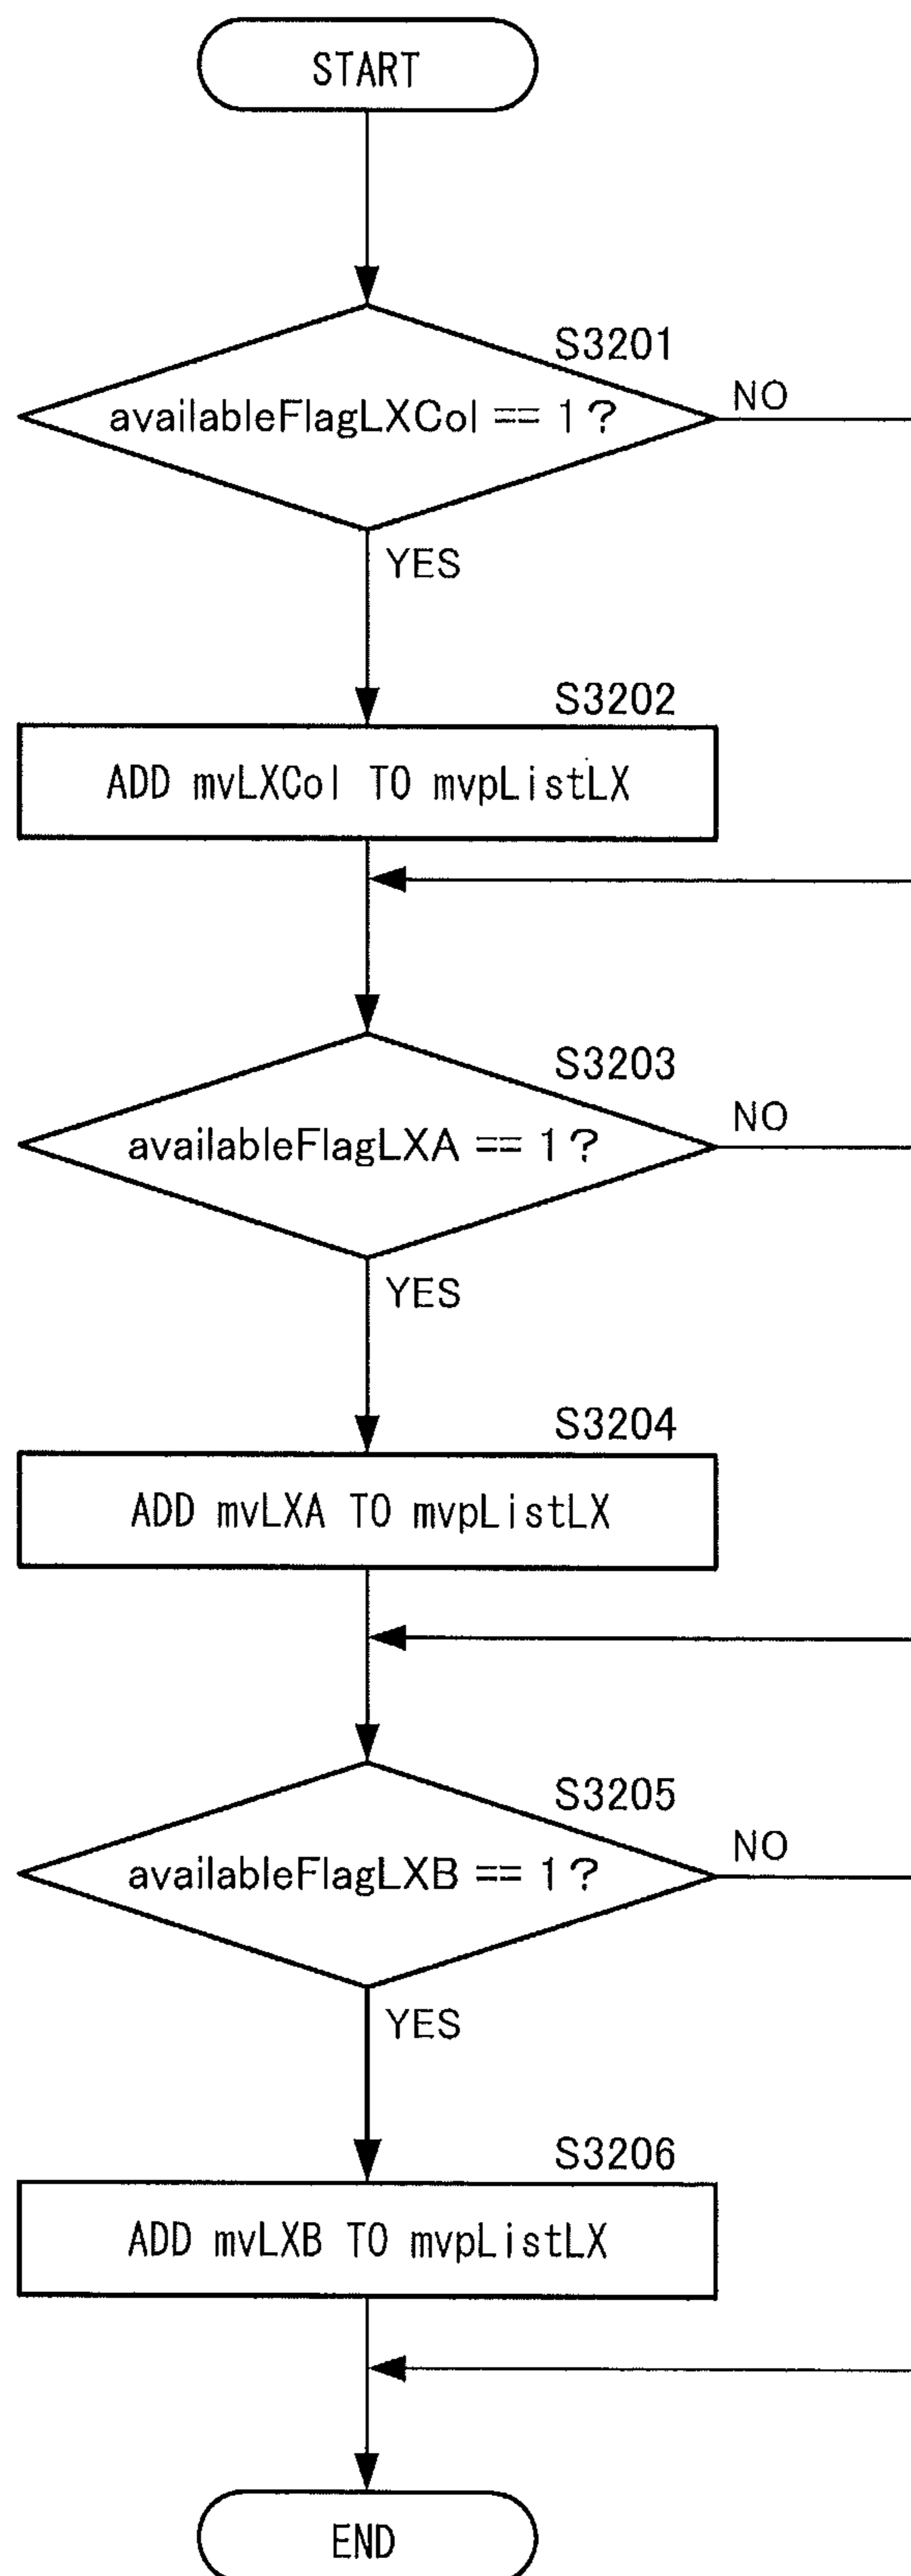 START
S3201
availableFlagLXCol == 1?
NO
YES
S3202
ADD mvLXCol TO mvpListLX
S3203
availableFlagLXA == 1?
NO
YES
S3204
ADD mvLXA TO mvpListLX
S3205
availableFlagLXB == 1?
NO
YES
S3206
ADD mvLXB TO mvpListLX
END